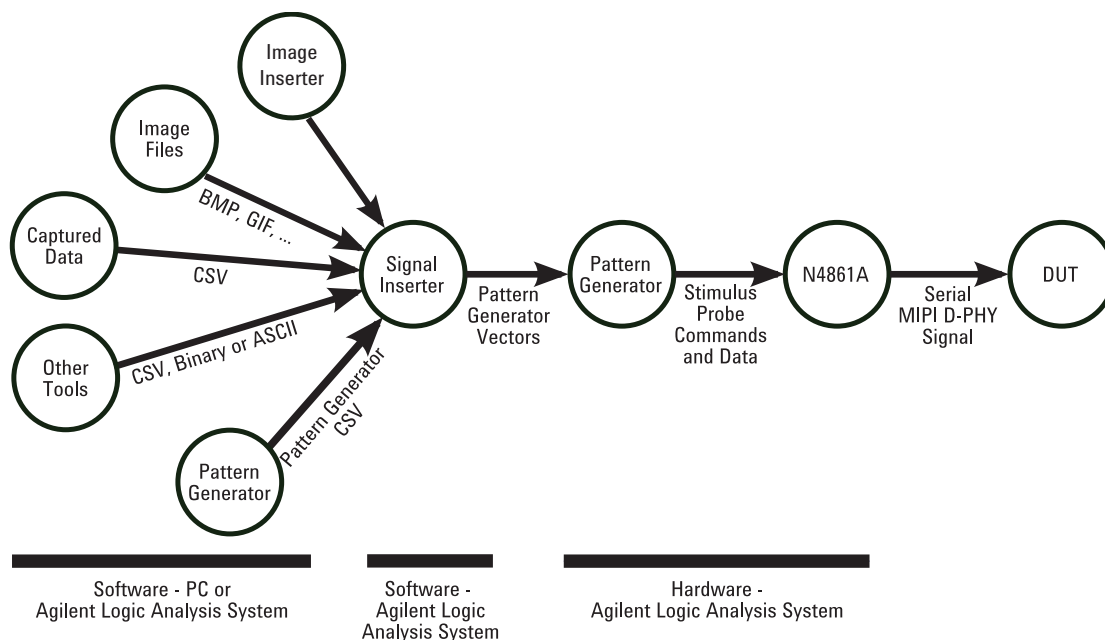 Image
Inserter
Image
Files
BMP, GIF, ...
Captured
Data
CSV
Other
Tools
CSV, Binary or ASCII
Pattern
Generator
Pattern Generator
CSV
Signal
Inserter
Pattern
Generator
Vectors
Pattern
Generator
Stimulus
Probe
Commands
and Data
N4861A
Serial
MIPI D-PHY
Signal
DUT
Software - PC or
Agilent Logic Analysis System
Software -
Agilent Logic
Analysis System
Hardware -
Agilent Logic Analysis System